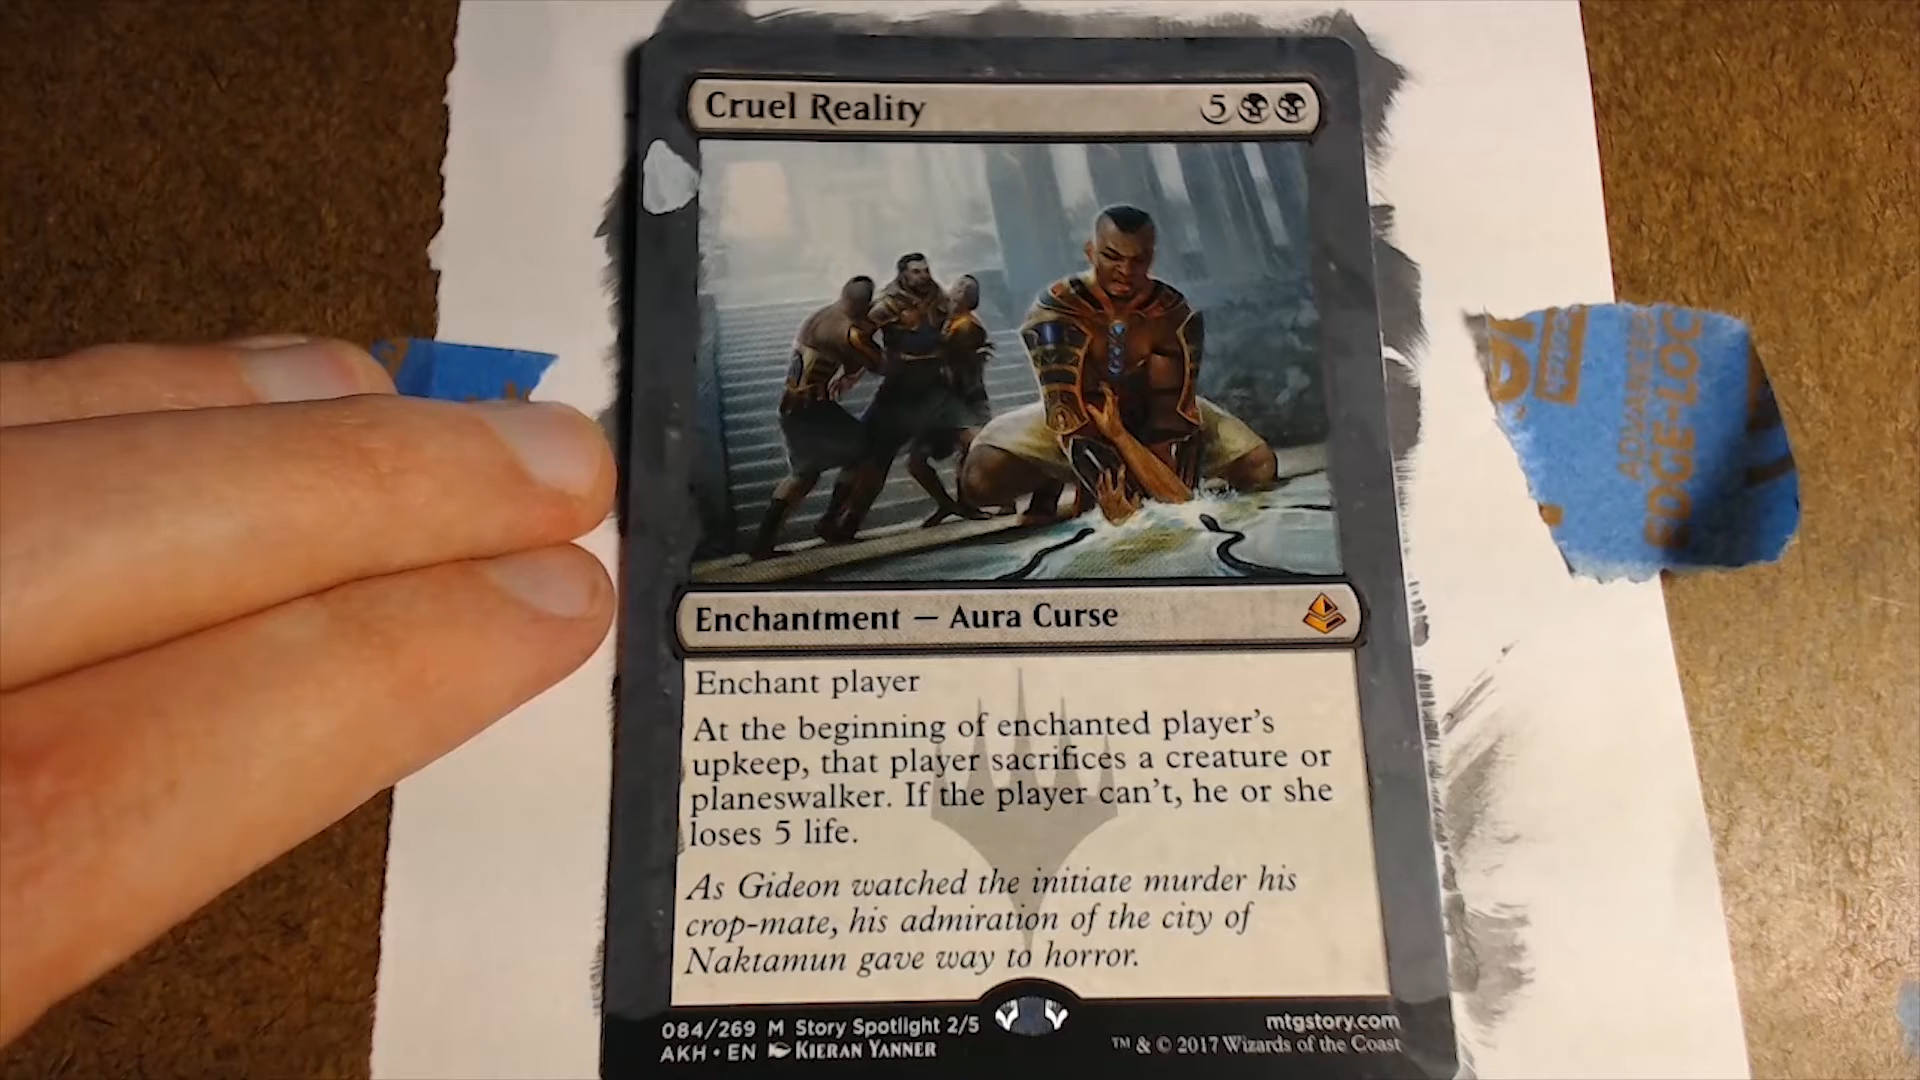 Cruel Reality 5
Enchantment — Aura Curse
Enchant player
At the beginning of enchanted player's
upkeep, that player sacrifices a creature or
planeswalker. If the player can't, he or she
loses 5 life.
As Gideon watched the initiate murder his
crop-mate, his admiration of the city of
Naktamun gave way to horror.
084/269 M Story Spotlight 2/5
mtgstory.com
AKH • EN Kieran Yanner
™ & © 2017 Wizards of the Coast
ADVANCED
EDGE-LOC